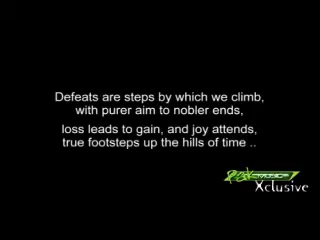 Defeats are steps by which we climb,
with purer aim to nobler ends,
loss leads to gain, and joy attends,
true footsteps up the hills of time ..
Xclusive